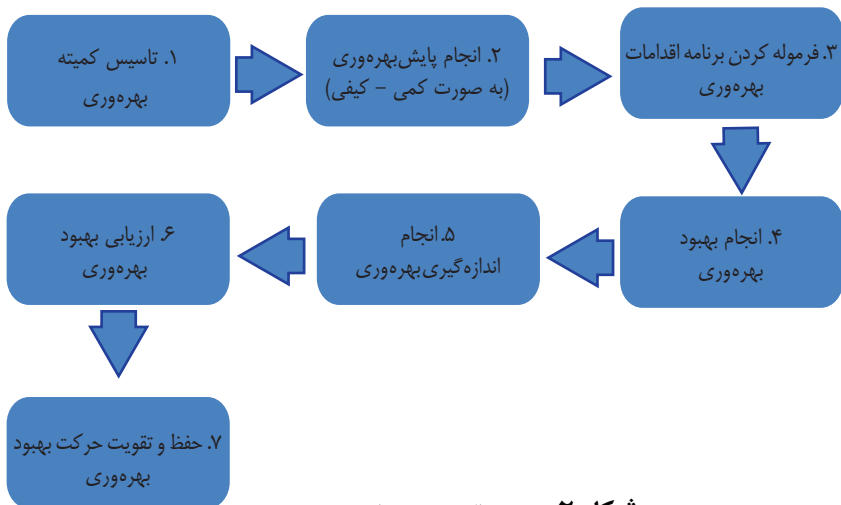 ۱. تاسیس کمیته
بهره‌وری
۲. انجام پایش‌بهره‌وری
(به صورت کمی – کیفی)
۳. فرموله کردن برنامه اقدامات
بهره‌وری
۴. انجام بهبود
بهره‌وری
۵.انجام
اندازه‌گیری‌بهره‌وری
۶. ارزیابی بهبود
بهره‌وری
۷. حفظ و تقویت حرکت بهبود
بهره‌وری
شکل ۲